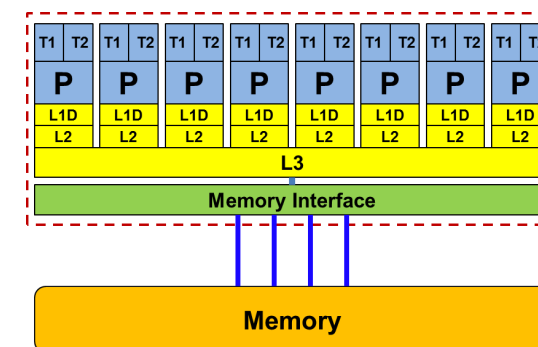 T1 T2 T1 T2 T1 T2 T1 T2 T1 T2 T1 T2 T1 T2 T1
P P P P P P P P
L1D L1D L1D L1D L1D L1D L1D L1D
L2 L2 L2 L2 L2 L2 L2 L2
L3
Memory Interface
Memory